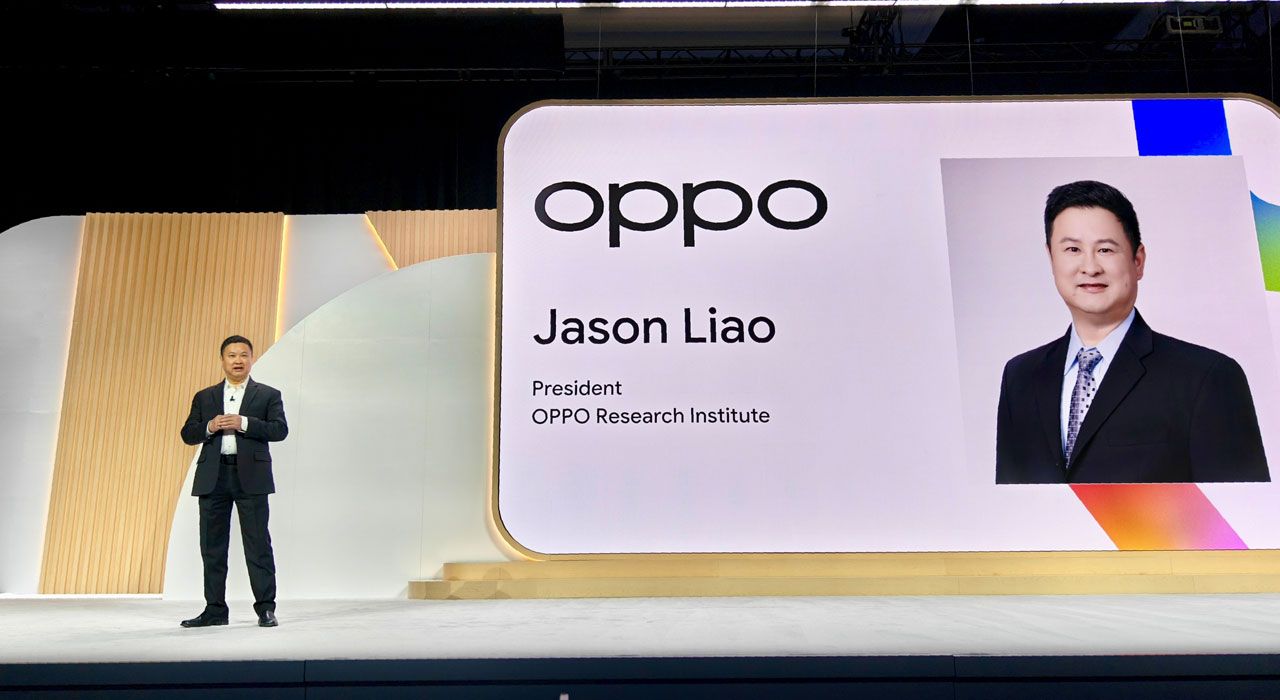 oppo
Jason Liao
President
OPPO Research Institute